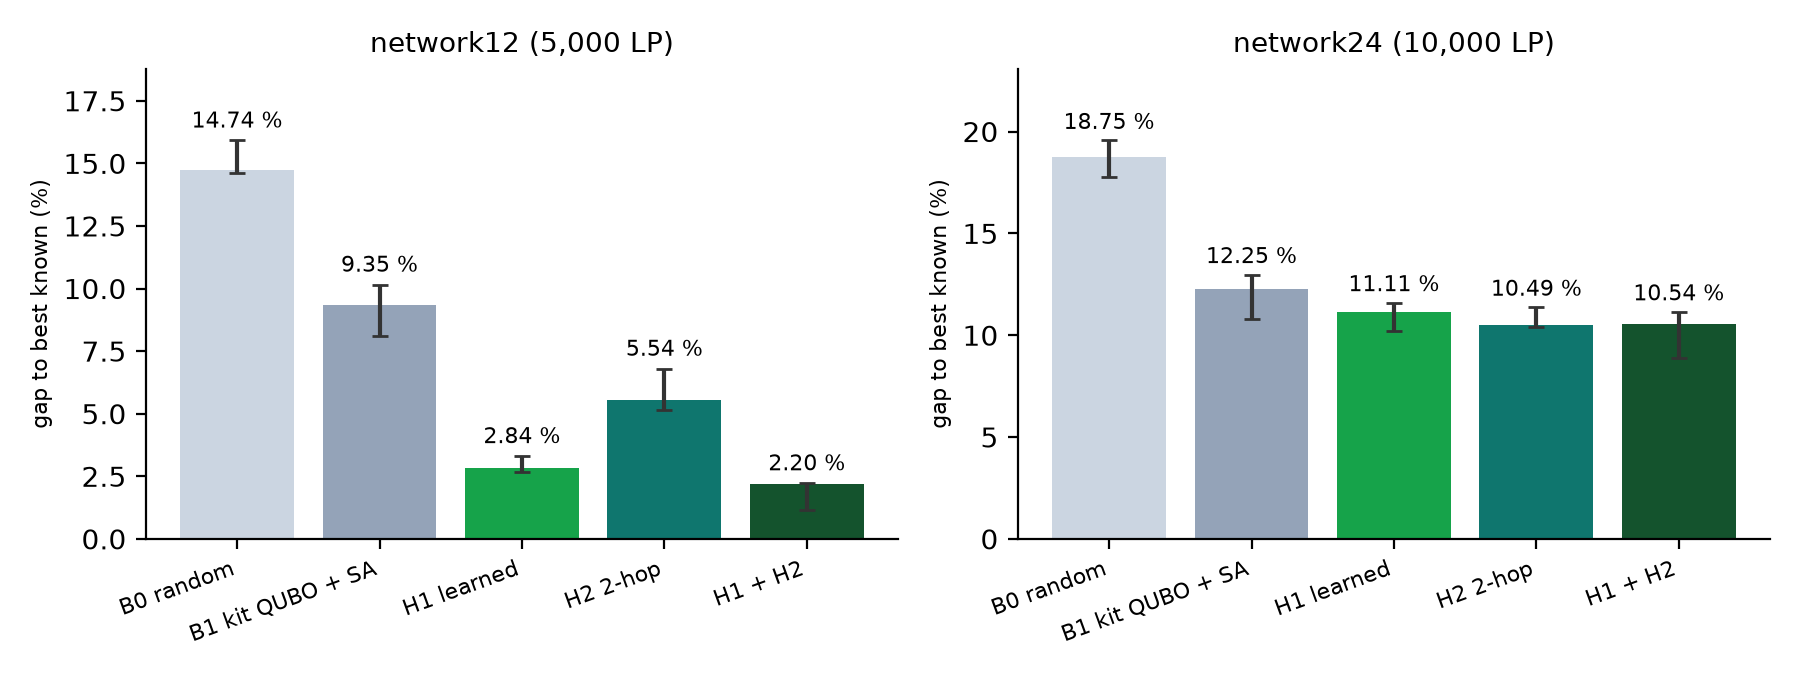 network12 (5,000 LP)
gap to best known (%)
17.5
15.0
12.5
10.0
7.5
5.0
2.5
0.0
14.74 %
9.35 %
2.84 %
5.54 %
2.20 %
B0 random
B1 kit QUBO + SA
H1 learned
H2 2-hop
H1 + H2
network24 (10,000 LP)
gap to best known (%)
20
15
10
5
0
18.75 %
12.25 %
11.11 %
10.49 %
10.54 %
B0 random
B1 kit QUBO + SA
H1 learned
H2 2-hop
H1 + H2